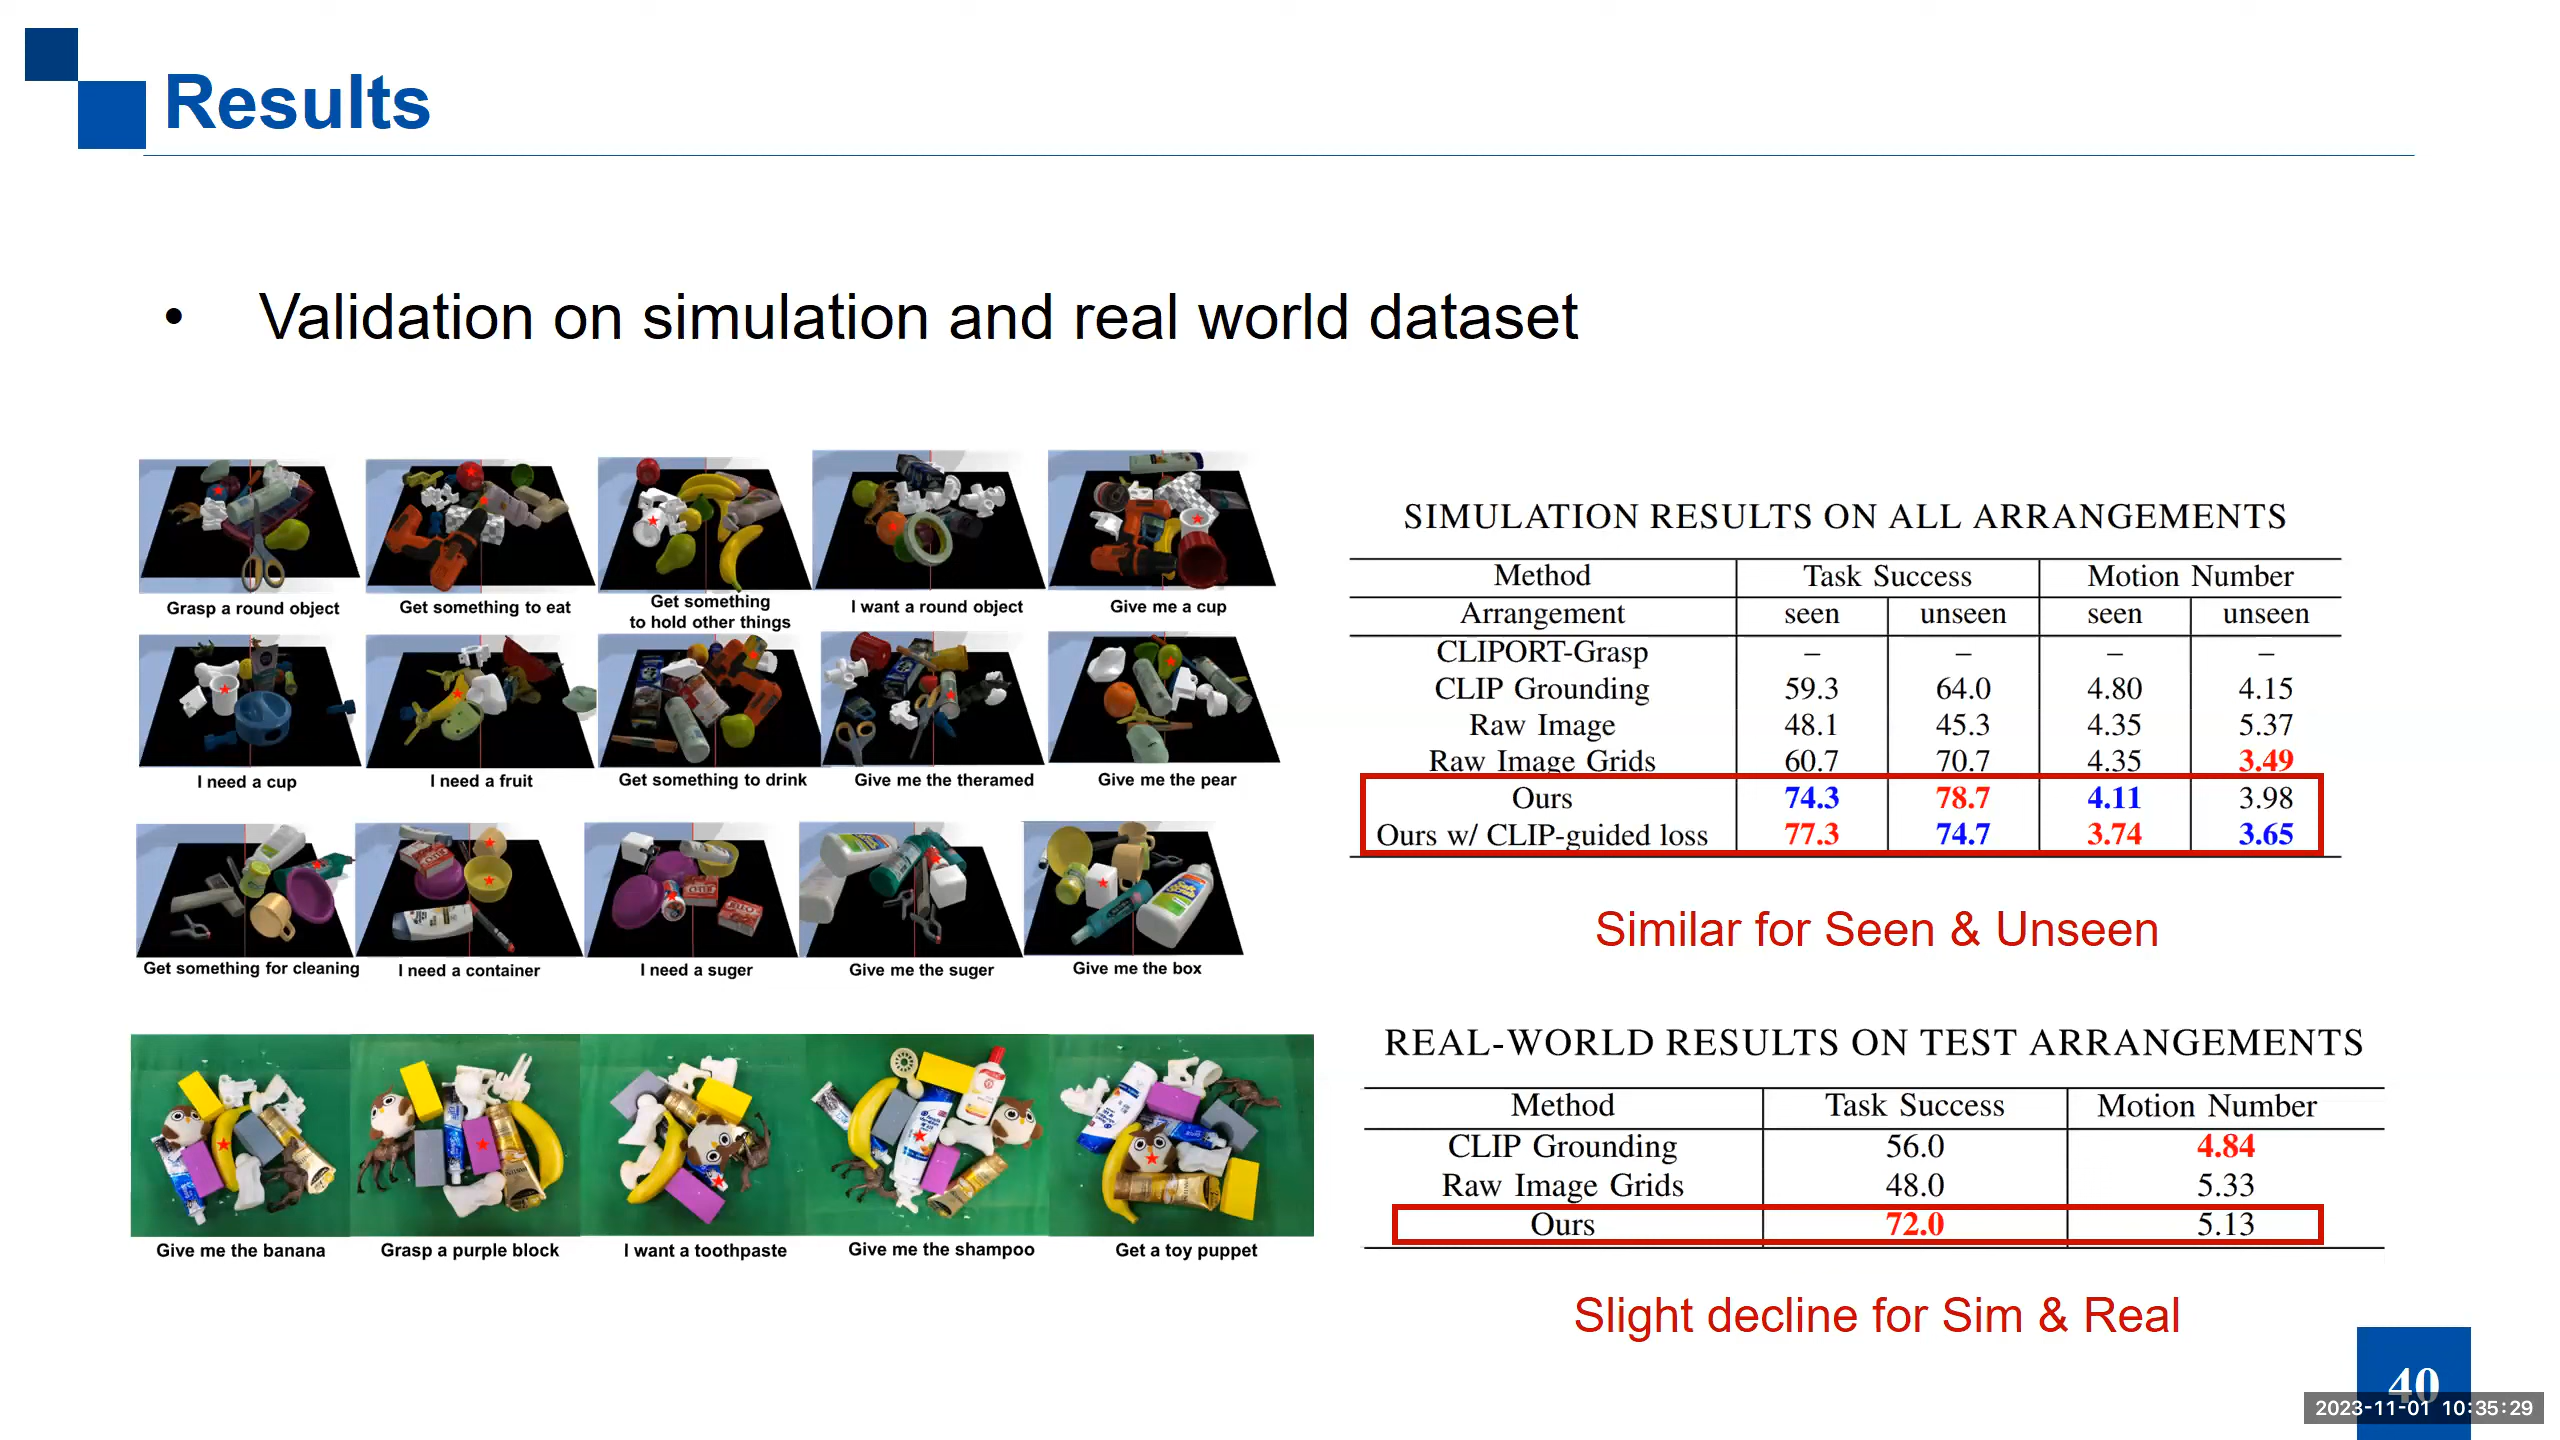 Results
• Validation on simulation and real world dataset
Grasp a round object
Get something to eat
Get something
to hold other things
I want a round object
Give me a cup
I need a cup
I need a fruit
Get something to drink
Give me the theramed
Give me the pear
Get something for cleaning
I need a container
I need a suger
Give me the suger
Give me the box
Give me the banana
Grasp a purple block
I want a toothpaste
Give me the shampoo
Get a toy puppet
SIMULATION RESULTS ON ALL ARRANGEMENTS
Method Task Success Motion Number
Arrangement seen unseen seen unseen
CLIPORT-Grasp – – – –
CLIP Grounding 59.3 64.0 4.80 4.15
Raw Image 48.1 45.3 4.35 5.37
Raw Image Grids 60.7 70.7 4.35 3.49
Ours 74.3 78.7 4.11 3.98
Ours w/ CLIP-guided loss 77.3 74.7 3.74 3.65
Similar for Seen & Unseen
REAL-WORLD RESULTS ON TEST ARRANGEMENTS
Method Task Success Motion Number
CLIP Grounding 56.0 4.84
Raw Image Grids 48.0 5.33
Ours 72.0 5.13
Slight decline for Sim & Real
40
2023-11-01 10:35:29